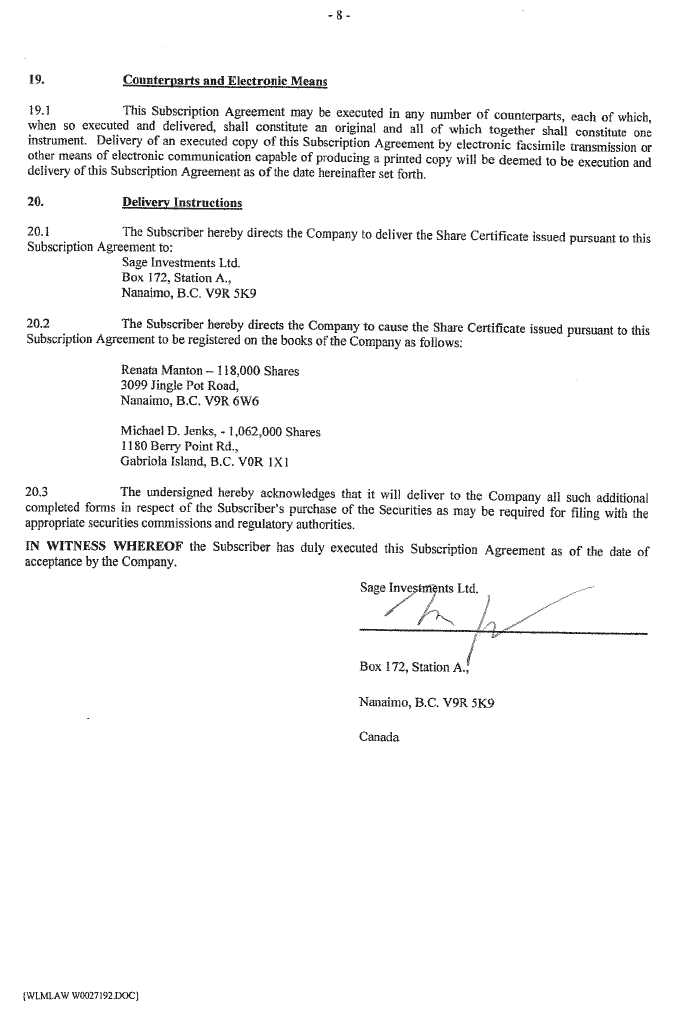 - 8 -
19. Counterparts and Electronic Means
19.1 This Subscription Agreement may be executed in any number of counterparts, each of which,
when so executed and delivered, shall constitute an original and all of which together shall constitute one
instrument. Delivery of an executed copy of this Subscription Agreement by electronic facsimile transmission or
other means of electronic communication capable of producing a printed copy will be deemed to be execution and
delivery of this Subscription Agreement as of the date hereinafter set forth.
20. Delivery Instructions
20.1 The Subscriber hereby directs the Company to deliver the Share Certificate issued pursuant to this
Subscription Agreement to:
Sage Investments Ltd.
Box 172, Station A.,
Nanaimo, B.C. V9R 5K9
20.2 The Subscriber hereby directs the Company to cause the Share Certificate issued pursuant to this
Subscription Agreement to be registered on the books of the Company as follows:
Renata Manton – 118,000 Shares
3099 Jingle Pot Road,
Nanaimo, B.C. V9R 6W6
Michael D. Jenks, - 1,062,000 Shares
1180 Berry Point Rd.,
Gabriola Island, B.C. V0R 1X1
20.3 The undersigned hereby acknowledges that it will deliver to the Company all such additional
completed forms in respect of the Subscriber's purchase of the Securities as may be required for filing with the
appropriate securities commissions and regulatory authorities.
IN WITNESS WHEREOF the Subscriber has duly executed this Subscription Agreement as of the date of
acceptance by the Company.
Sage Investments Ltd.
Box 172, Station A.,
Nanaimo, B.C. V9R 5K9
Canada
{WLMLAW W0027192.DOC}